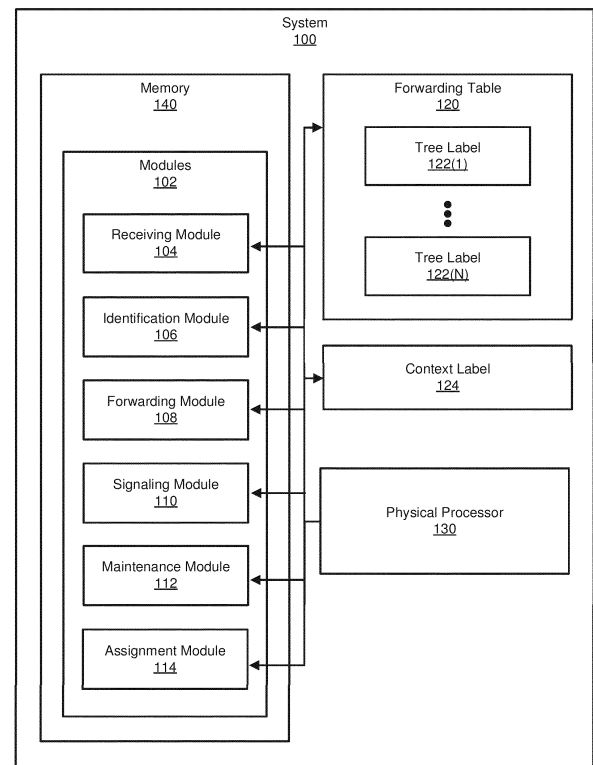 System
100
Memory
140
Modules
102
Receiving Module
104
Identification Module
106
Forwarding Module
108
Signaling Module
110
Maintenance Module
112
Assignment Module
114
Forwarding Table
120
Tree Label
122(1)
Tree Label
122(N)
Context Label
124
Physical Processor
130